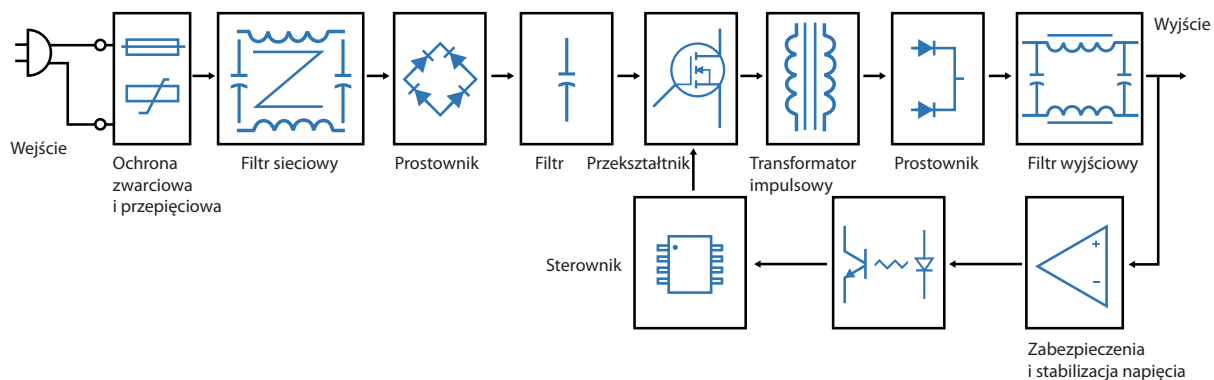 Wyjście
Wejście
Ochrona
zwarciowa
i przepięciowa
Filtr sieciowy
Prostownik
Filtr
Przekształtnik
Transformator
impulsowy
Prostownik
Filtr wyjściowy
Sterownik
+
−
Zabezpieczenia
i stabilizacja napięcia